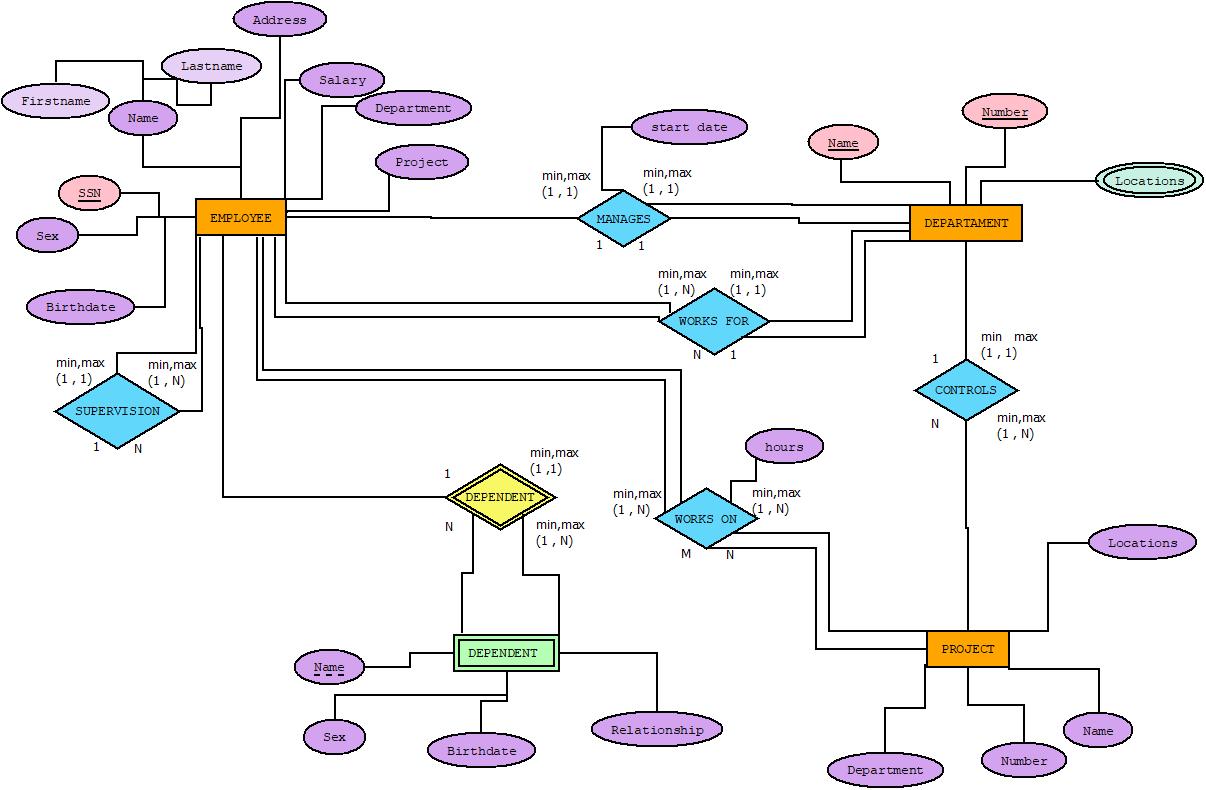 Address
Lastname
Firstname
Name
Salary
Department
Project
SSN
Sex
Birthdate
EMPLOYEE
start date
min,max
(1 , 1)
min,max
(1 , 1)
MANAGES
1
1
Name
Number
Locations
DEPARTAMENT
min,max
(1 , N)
min,max
(1 , 1)
WORKS FOR
N
1
min,max
(1 , 1)
min,max
(1 , N)
SUPERVISION
1
N
min max
(1 , 1)
1
CONTROLS
N
min,max
(1 , N)
1
min,max
(1 ,1)
DEPENDENT
N
min,max
(1 , N)
hours
min,max
(1 , N)
min,max
(1 , N)
WORKS ON
M
N
Locations
DEPENDENT
Name
Sex
Birthdate
Relationship
PROJECT
Department
Number
Name